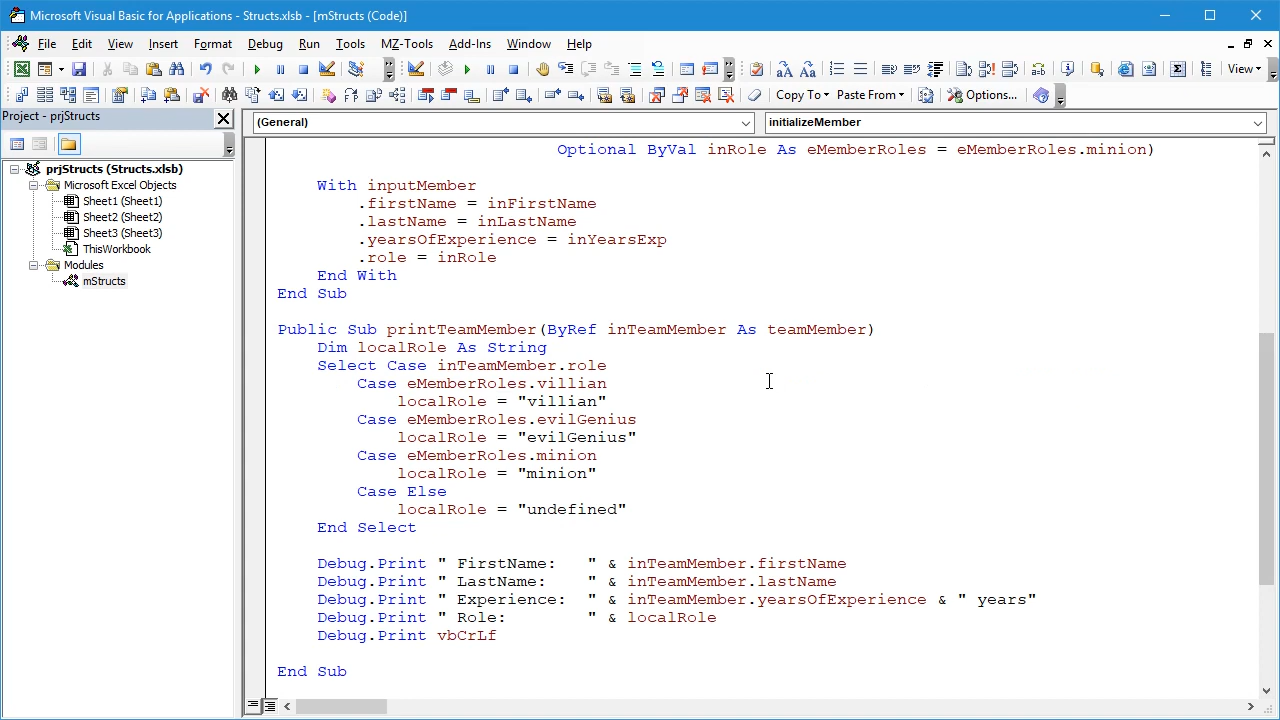 Microsoft Visual Basic for Applications - Structs.xlsb - [mStructs (Code)]
File Edit View Insert Format Debug Run Tools MZ-Tools Add-Ins Window Help
View
Copy To Paste From Options...
Project - prjStructs
(General) initializeMember
prjStructs (Structs.xlsb)
Microsoft Excel Objects
Sheet1 (Sheet1)
Sheet2 (Sheet2)
Sheet3 (Sheet3)
ThisWorkbook
Modules
mStructs
Optional ByVal inRole As eMemberRoles = eMemberRoles.minion)
With inputMember
.firstName = inFirstName
.lastName = inLastName
.yearsOfExperience = inYearsExp
.role = inRole
End With
End Sub
Public Sub printTeamMember(ByRef inTeamMember As teamMember)
Dim localRole As String
Select Case inTeamMember.role
Case eMemberRoles.villian
localRole = "villian"
Case eMemberRoles.evilGenius
localRole = "evilGenius"
Case eMemberRoles.minion
localRole = "minion"
Case Else
localRole = "undefined"
End Select
Debug.Print " FirstName:   " & inTeamMember.firstName
Debug.Print " LastName:    " & inTeamMember.lastName
Debug.Print " Experience:  " & inTeamMember.yearsOfExperience & " years"
Debug.Print " Role:        " & localRole
Debug.Print vbCrLf
End Sub